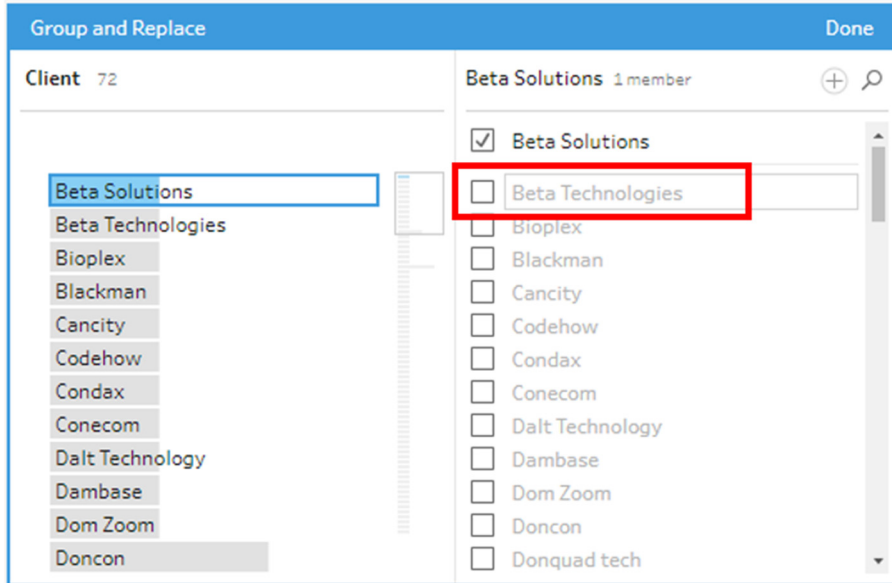 Group and Replace Done
Client 72
Beta Solutions
Beta Technologies
Bioplex
Blackman
Cancity
Codehow
Condax
Conecom
Dalt Technology
Dambase
Dom Zoom
Doncon
Beta Solutions 1 member
Beta Solutions
Beta Technologies
Bioplex
Blackman
Cancity
Codehow
Condax
Conecom
Dalt Technology
Dambase
Dom Zoom
Doncon
Donquad tech